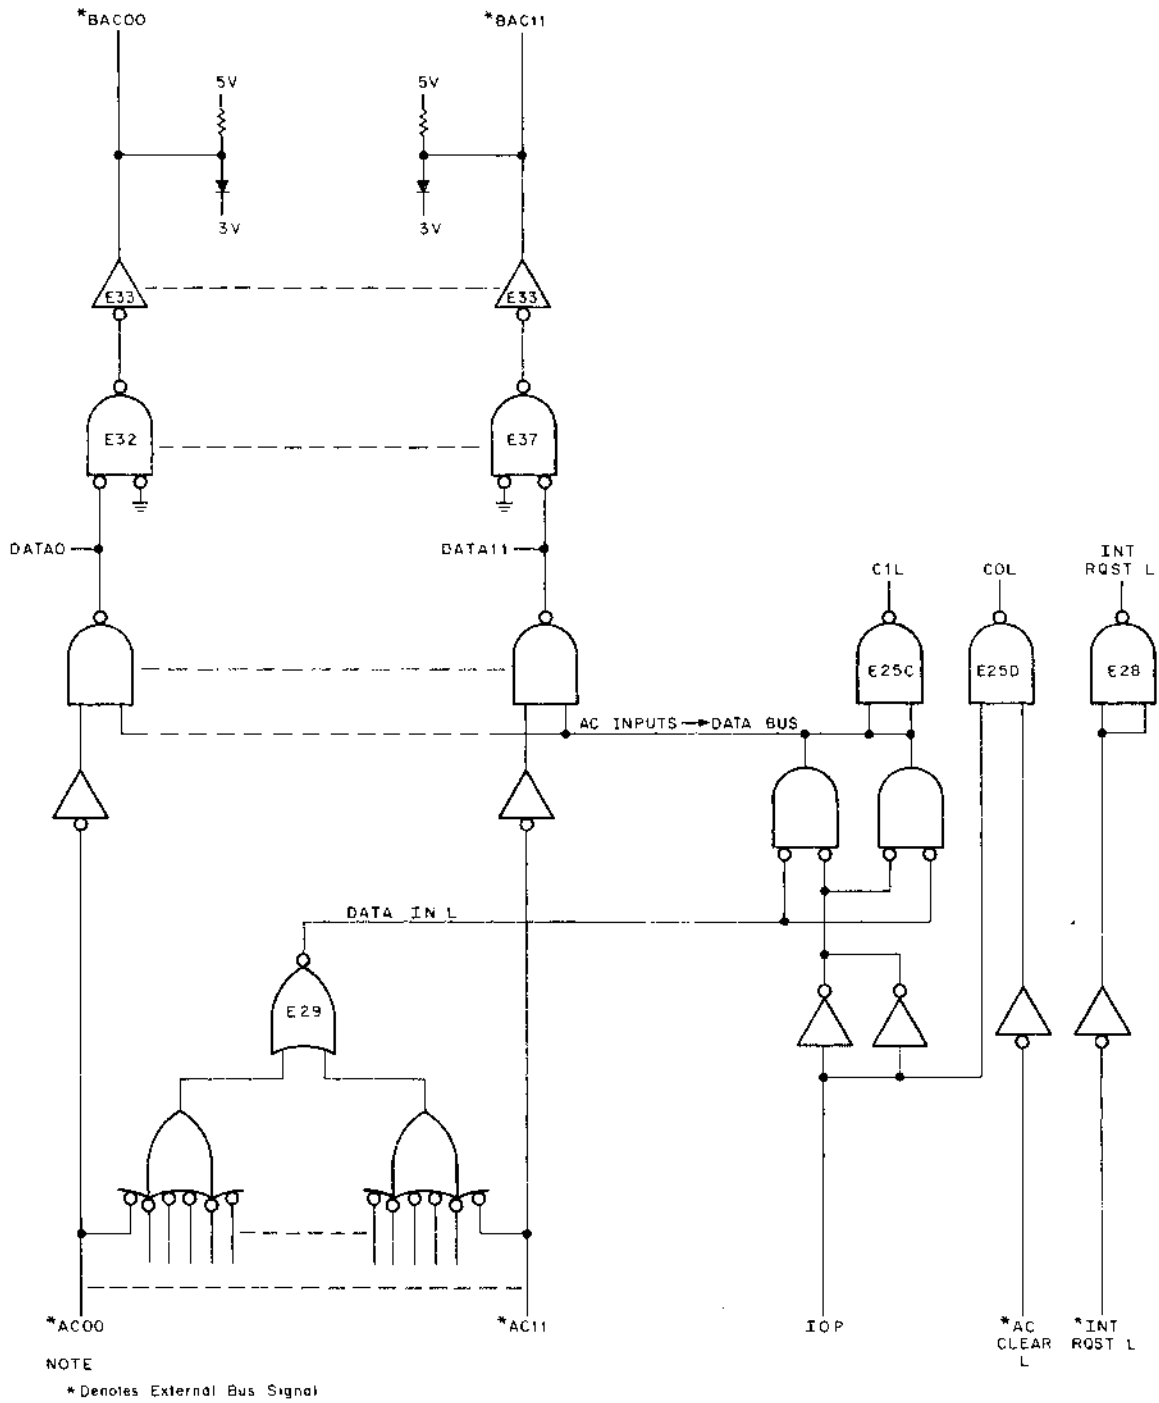 *BAC00
*BAC11
5V
5V
3V
3V
E33
E33
E32
E37
DATA0
DATA11
C1L
C0L
INT
RQST L
E25C
E25D
E28
AC INPUTS→DATA BUS
DATA IN L
E29
*AC00
*AC11
IOP
*AC
CLEAR
L
*INT
RQST L
NOTE
*Denotes External Bus Signal